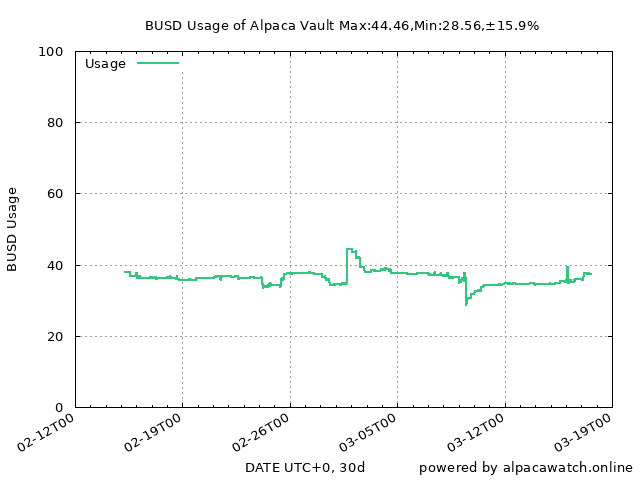 BUSD Usage of Alpaca Vault Max:44.46,Min:28.56,±15.9%
100
Usage
80
60
BUSD Usage
40
20
0
02-12T00
02-19T00
02-26T00
03-05T00
03-12T00
03-19T00
DATE UTC+0, 30d
powered by alpacawatch.online